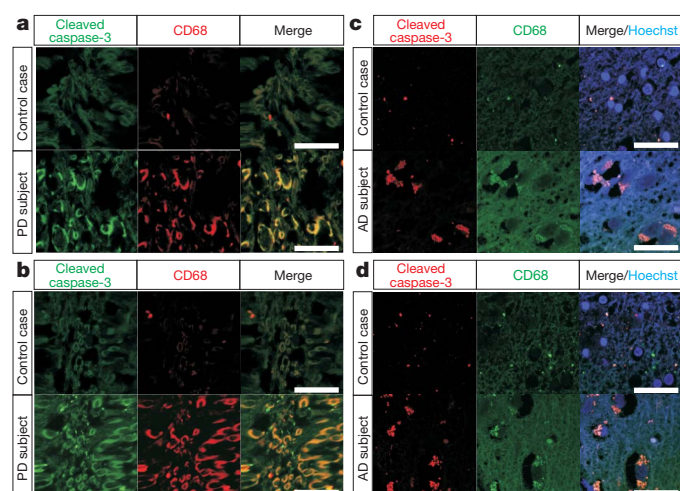 a
Cleaved
caspase-3
CD68
Merge
Control case
PD subject
b
Cleaved
caspase-3
CD68
Merge
Control case
PD subject
c
Cleaved
caspase-3
CD68
Merge/Hoechst
Control case
AD subject
d
Cleaved
caspase-3
CD68
Merge/Hoechst
Control case
AD subject